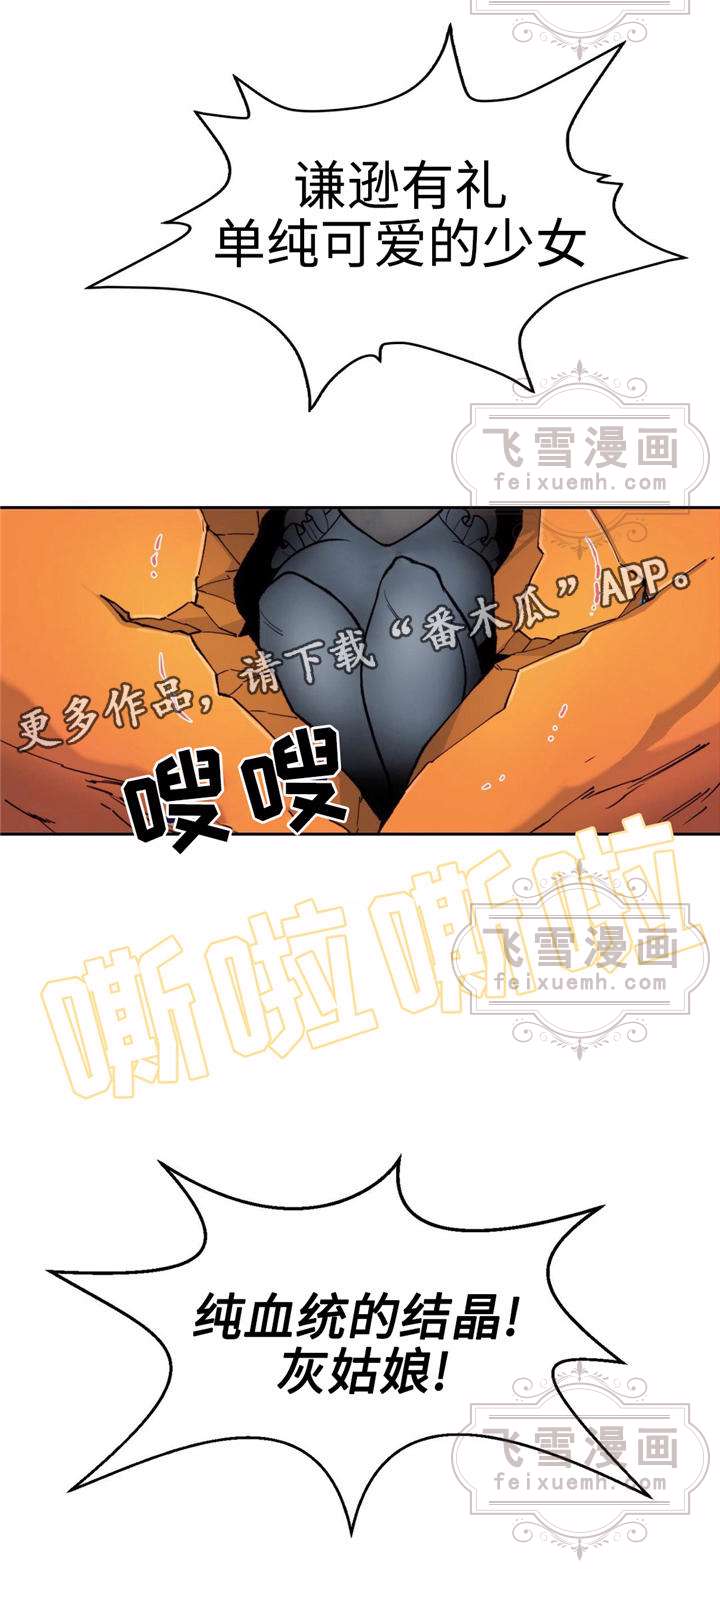 谦逊有礼
单纯可爱的少女
飞雪漫画
feixuemh.com
更多作品，请下载“番木瓜”APP。
嗖 嗖
嘶啦嘶啦
飞雪漫画
feixuemh.com
纯血统的结晶!
灰姑娘!
飞雪漫画
feixuemh.com